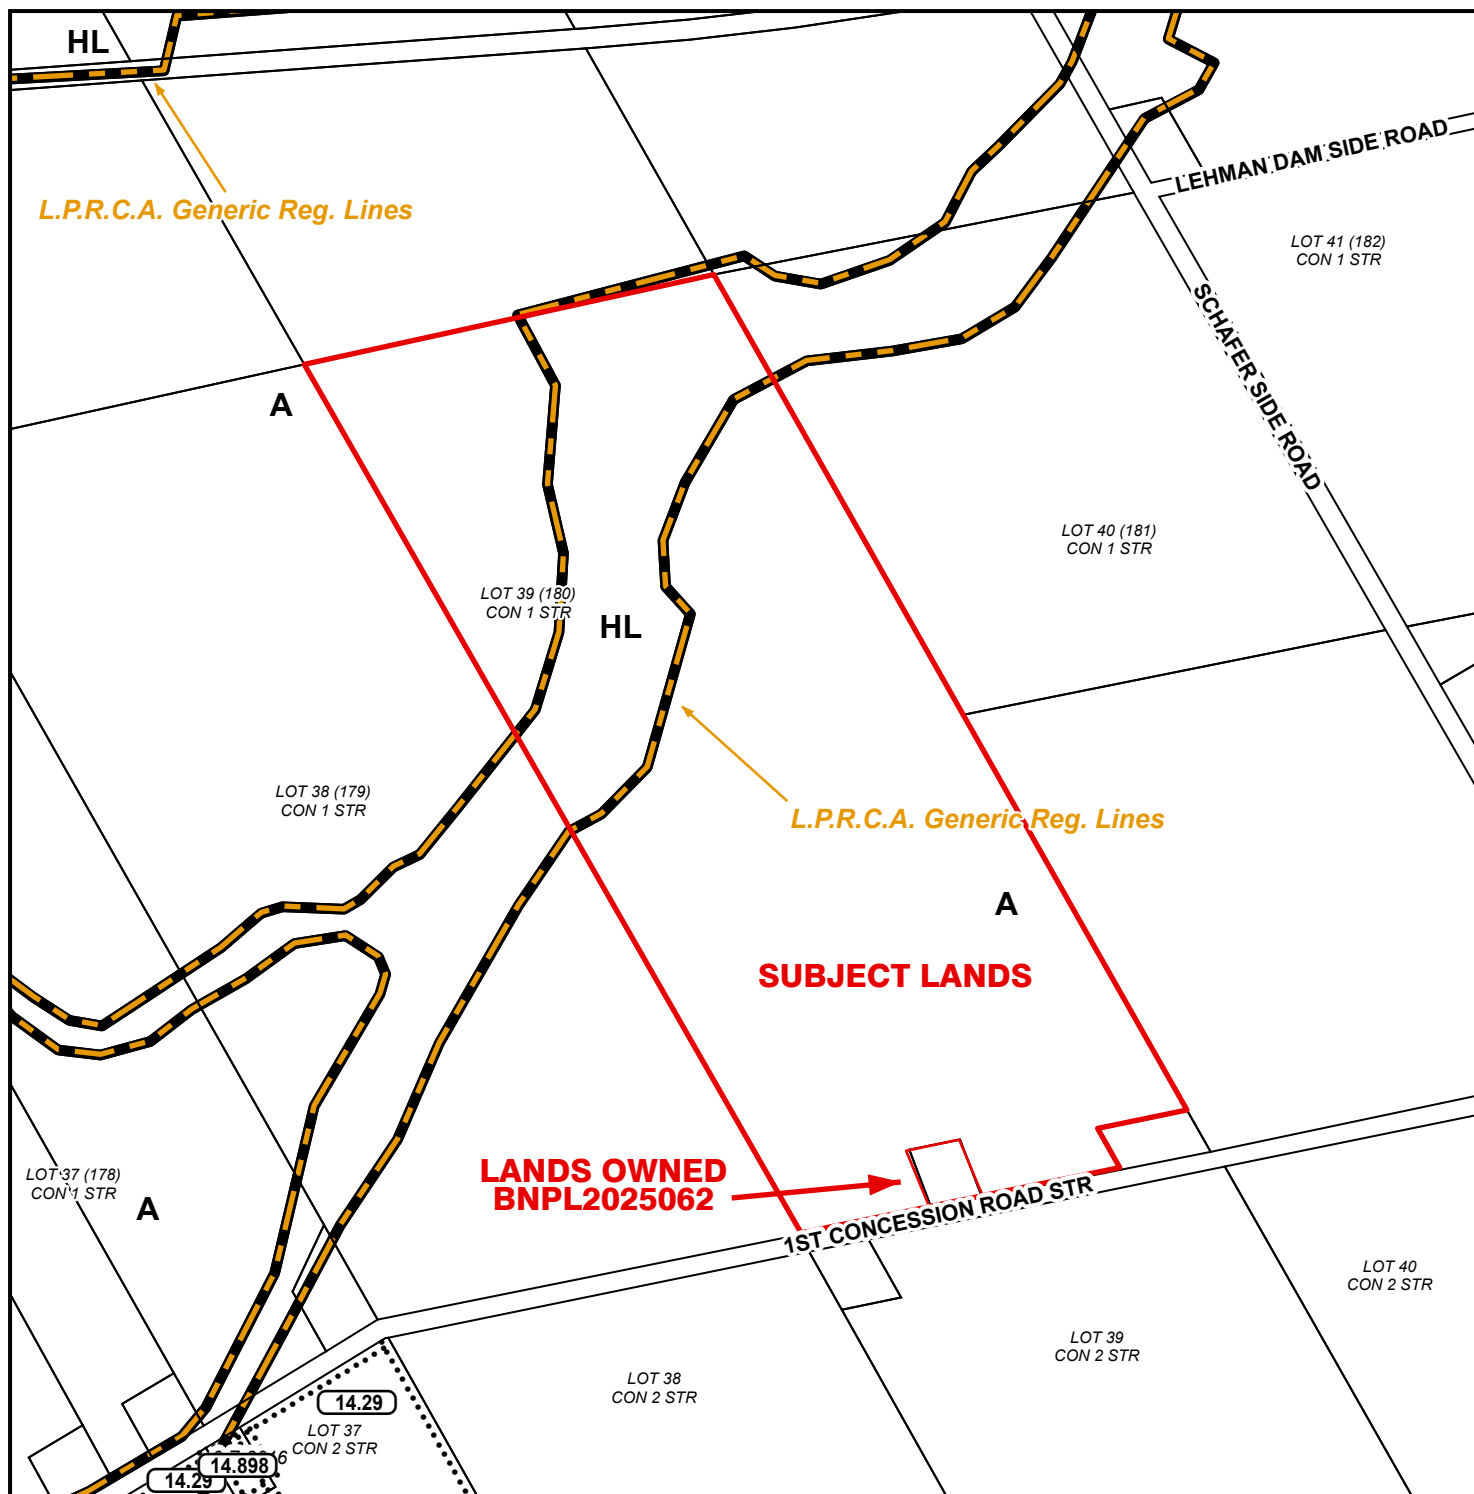 HL
L.P.R.C.A. Generic Reg. Lines
LEHMAN DAM SIDE ROAD
LOT 41 (182)
CON 1 STR
SCHAFER SIDE ROAD
A
LOT 40 (181)
CON 1 STR
LOT 39 (180)
CON 1 STR
HL
LOT 38 (179)
CON 1 STR
L.P.R.C.A. Generic Reg. Lines
A
SUBJECT LANDS
LANDS OWNED
BNPL2025062
LOT 37 (178)
CON 1 STR
A
1ST CONCESSION ROAD STR
LOT 40
CON 2 STR
LOT 39
CON 2 STR
LOT 38
CON 2 STR
14.29
LOT 37
CON 2 STR
14.898
14.29